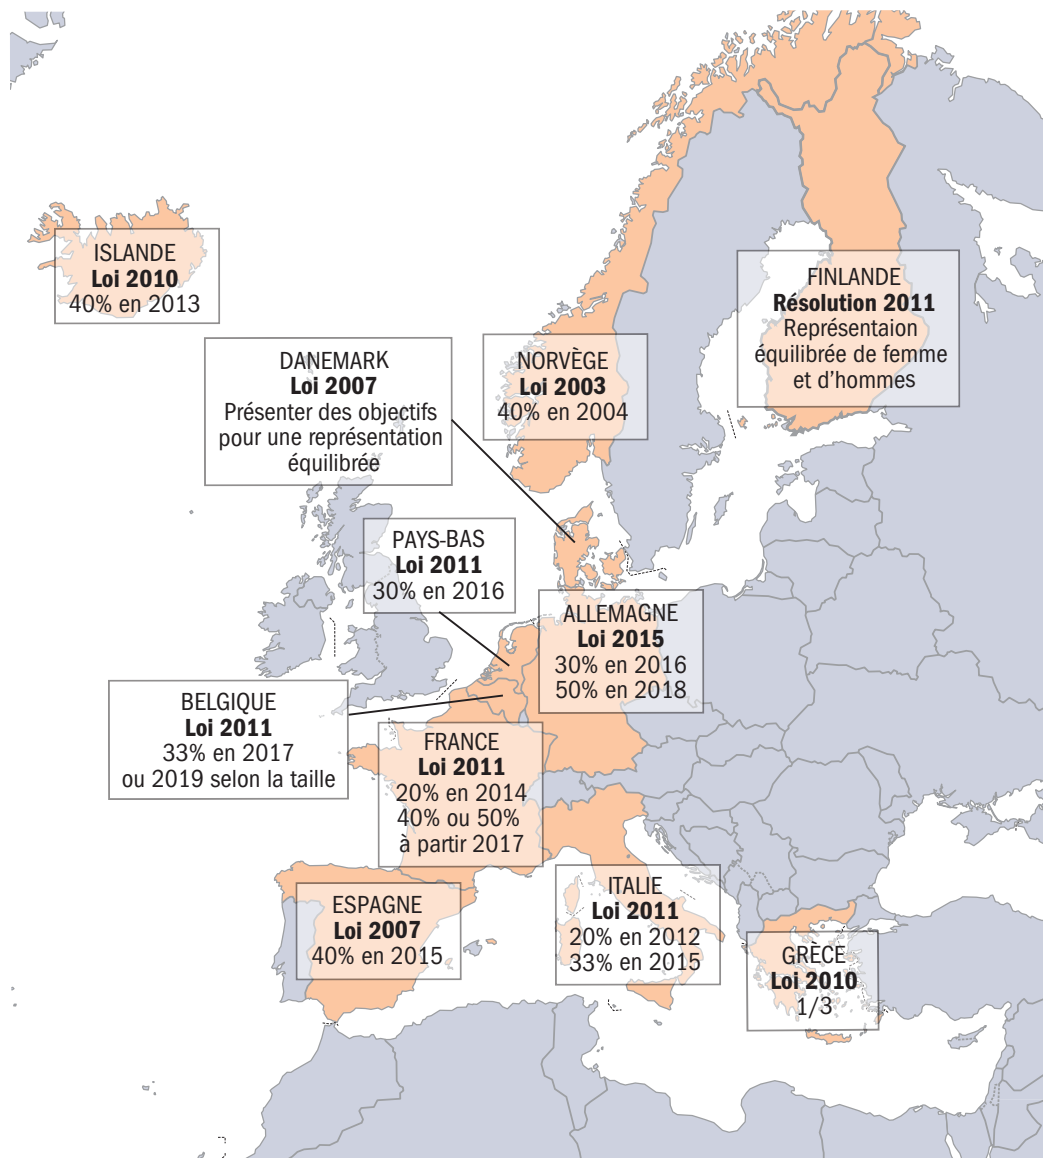 ISLANDE
Loi 2010
40% en 2013
FINLANDE
Résolution 2011
Représentaion
équilibrée de femme
et d'hommes
DANEMARK
Loi 2007
Présenter des objectifs
pour une représentation
équilibrée
NORVÈGE
Loi 2003
40% en 2004
PAYS-BAS
Loi 2011
30% en 2016
ALLEMAGNE
Loi 2015
30% en 2016
50% en 2018
BELGIQUE
Loi 2011
33% en 2017
ou 2019 selon la taille
FRANCE
Loi 2011
20% en 2014
40% ou 50%
à partir 2017
ESPAGNE
Loi 2007
40% en 2015
ITALIE
Loi 2011
20% en 2012
33% en 2015
GRÈCE
Loi 2010
1/3